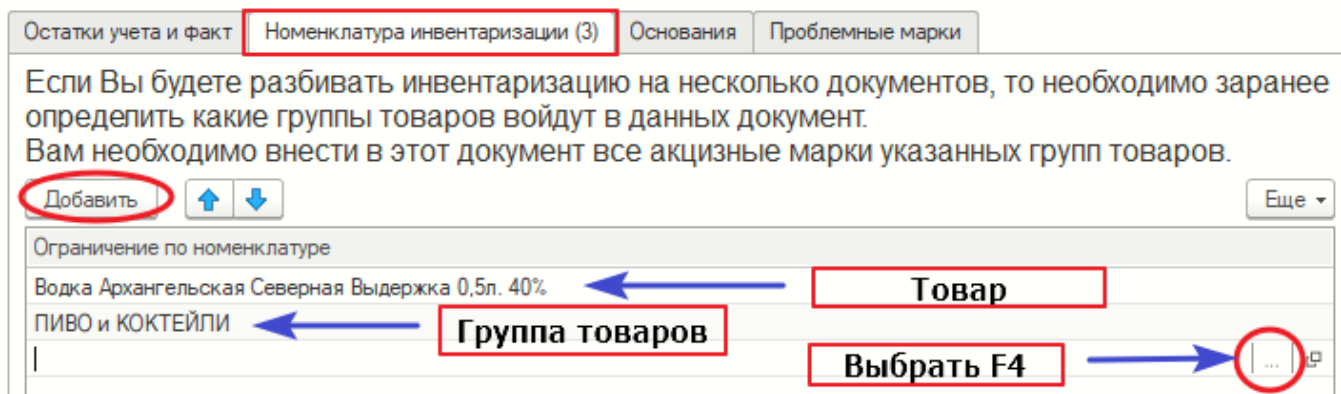 Остатки учета и факт Номенклатура инвентаризации (3) Основания Проблемные марки
Если Вы будете разбивать инвентаризацию на несколько документов, то необходимо заранее
определить какие группы товаров войдут в данных документ.
Вам необходимо внести в этот документ все акцизные марки указанных групп товаров.
Добавить Еще
Ограничение по номенклатуре
Водка Архангельская Северная Выдержка 0,5л. 40% Товар
ПИВО и КОКТЕЙЛИ Группа товаров
Выбрать F4 ...